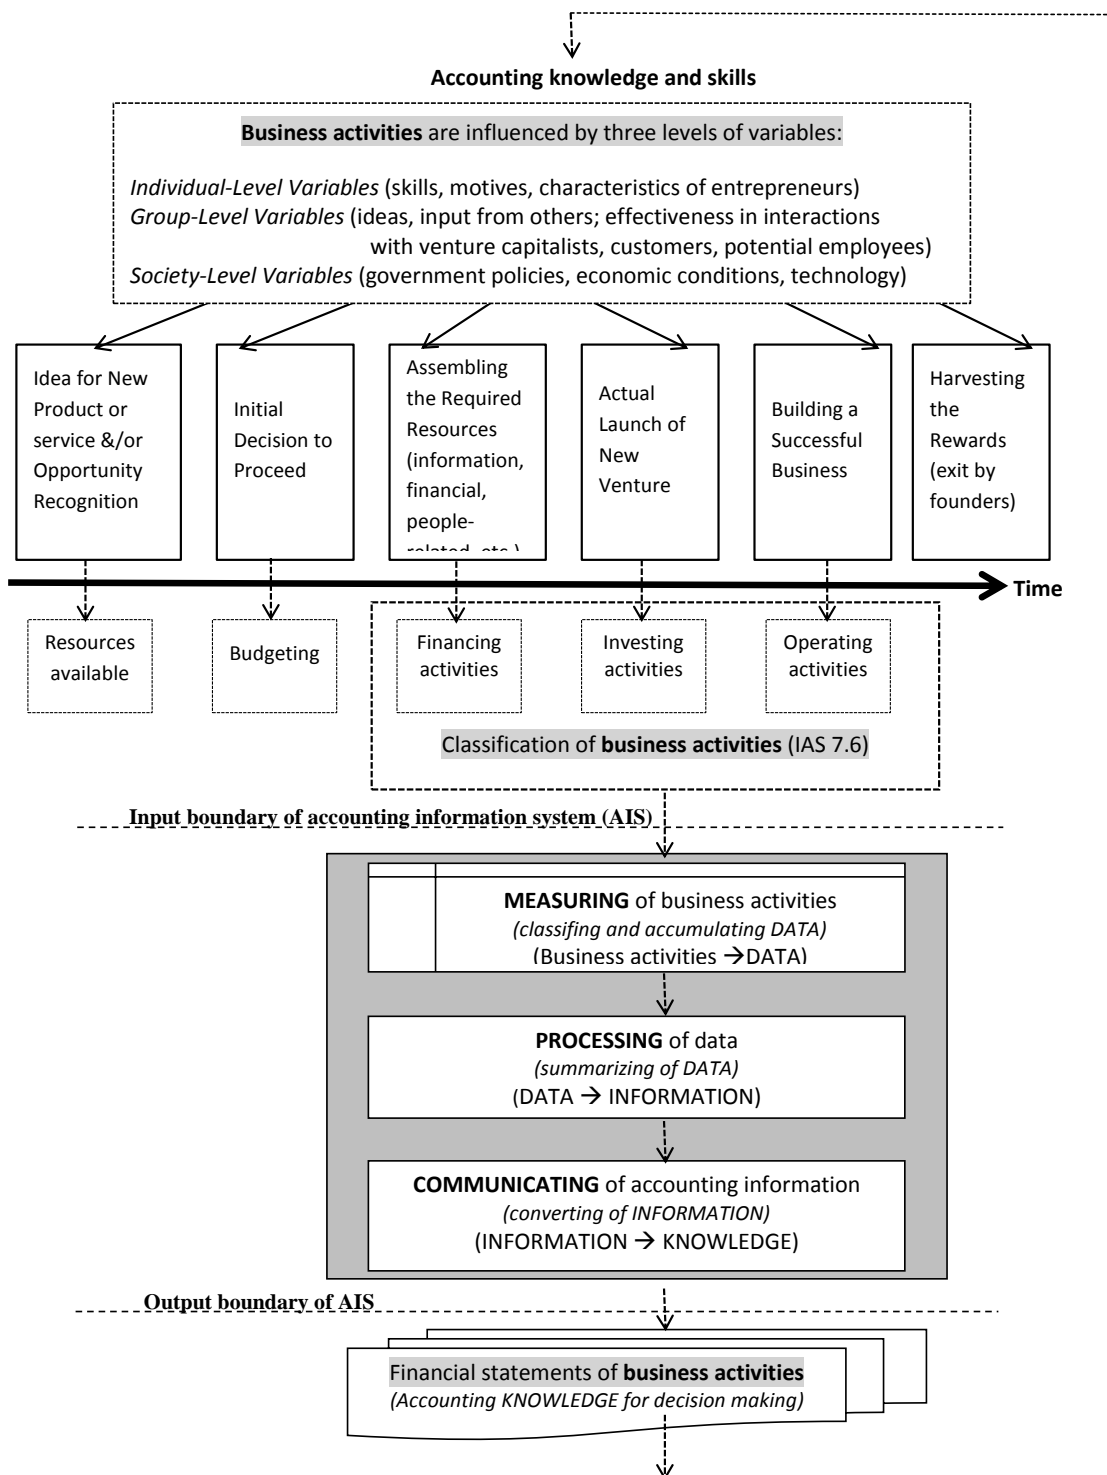 Accounting knowledge and skills
Business activities are influenced by three levels of variables:
Individual-Level Variables (skills, motives, characteristics of entrepreneurs)
Group-Level Variables (ideas, input from others; effectiveness in interactions
with venture capitalists, customers, potential employees)
Society-Level Variables (government policies, economic conditions, technology)
Idea for New
Product or
service &/or
Opportunity
Recognition
Initial
Decision to
Proceed
Assembling
the Required
Resources
(information,
financial,
people-
related, etc.)
Actual
Launch of
New
Venture
Building a
Successful
Business
Harvesting
the
Rewards
(exit by
founders)
Time
Resources
available
Budgeting
Financing
activities
Investing
activities
Operating
activities
Classification of business activities (IAS 7.6)
Input boundary of accounting information system (AIS)
MEASURING of business activities
(classifing and accumulating DATA)
(Business activities →DATA)
PROCESSING of data
(summarizing of DATA)
(DATA → INFORMATION)
COMMUNICATING of accounting information
(converting of INFORMATION)
(INFORMATION → KNOWLEDGE)
Output boundary of AIS
Financial statements of business activities
(Accounting KNOWLEDGE for decision making)